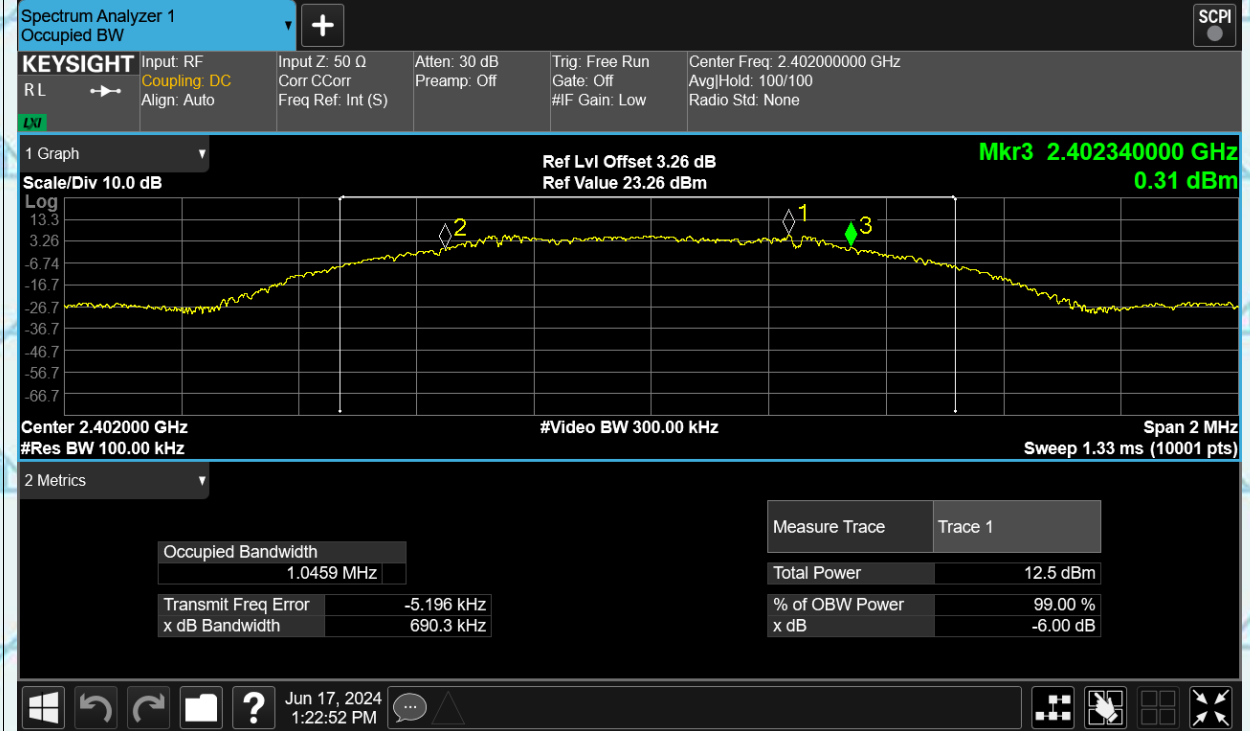 Spectrum Analyzer 1
Occupied BW
+
SCPI
KEYSIGHT
RL
LXI
Input: RF
Coupling: DC
Align: Auto
Input Z: 50 Ω
Corr CCorr
Freq Ref: Int (S)
Atten: 30 dB
Preamp: Off
Trig: Free Run
Gate: Off
#IF Gain: Low
Center Freq: 2.402000000 GHz
Avg|Hold: 100/100
Radio Std: None
1 Graph
Scale/Div 10.0 dB
Ref Lvl Offset 3.26 dB
Ref Value 23.26 dBm
Mkr3 2.402340000 GHz
0.31 dBm
Log
13.3
3.26
-6.74
-16.7
-26.7
-36.7
-46.7
-56.7
-66.7
2
1
3
Center 2.402000 GHz
#Video BW 300.00 kHz
Span 2 MHz
#Res BW 100.00 kHz
Sweep 1.33 ms (10001 pts)
2 Metrics
Occupied Bandwidth
1.0459 MHz
Transmit Freq Error -5.196 kHz
x dB Bandwidth 690.3 kHz
Measure Trace Trace 1
Total Power 12.5 dBm
% of OBW Power 99.00 %
x dB -6.00 dB
?
Jun 17, 2024
1:22:52 PM